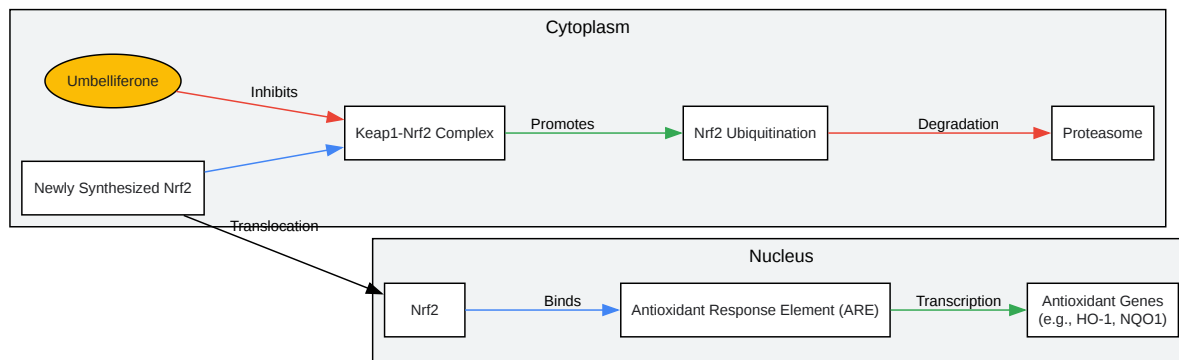 Cytoplasm
Umbelliferone
Inhibits
Keap1-Nrf2 Complex
Promotes
Nrf2 Ubiquitination
Degradation
Proteasome
Newly Synthesized Nrf2
Translocation
Nucleus
Nrf2
Binds
Antioxidant Response Element (ARE)
Transcription
Antioxidant Genes
(e.g., HO-1, NQO1)